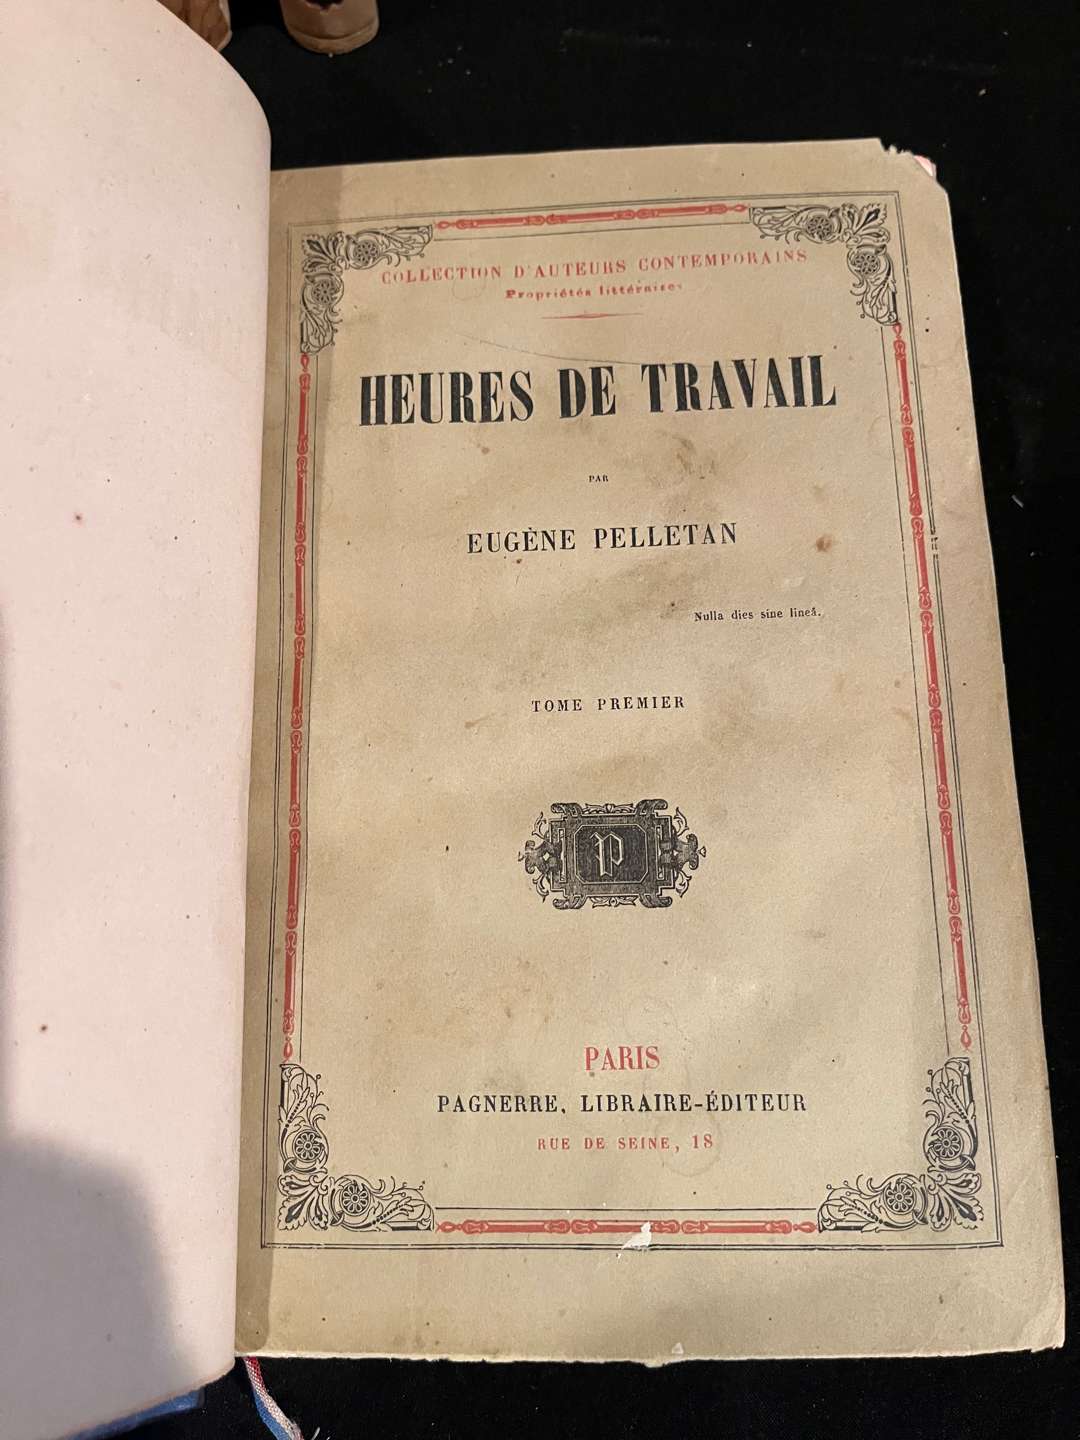 COLLECTION D'AUTEURS CONTEMPORAINS
Propriétés littéraires
HEURES DE TRAVAIL
PAR
EUGÈNE PELLETAN
Nulla dies sine lineâ.
TOME PREMIER
P
PARIS
PAGNERRE, LIBRAIRE-ÉDITEUR
RUE DE SEINE, 18